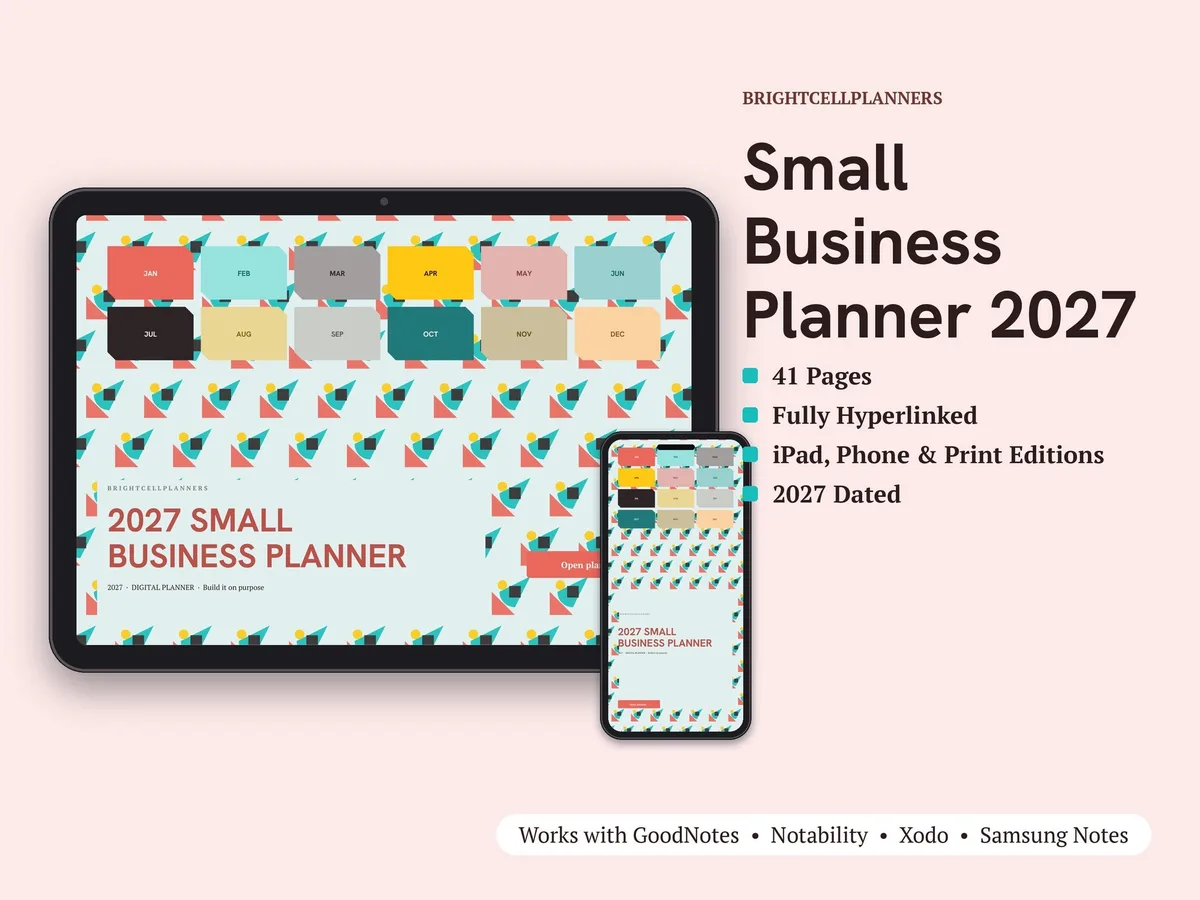 BRIGHTCELLPLANNERS
Small
Business
Planner 2027
41 Pages
Fully Hyperlinked
iPad, Phone & Print Editions
2027 Dated
JAN FEB MAR APR MAY JUN
JUL AUG SEP OCT NOV DEC
BRIGHTCELLPLANNERS
2027 SMALL
BUSINESS PLANNER
2027 · DIGITAL PLANNER · Build it on purpose
Open
2027 SMALL
BUSINESS PLANNER
Works with GoodNotes • Notability • Xodo • Samsung Notes